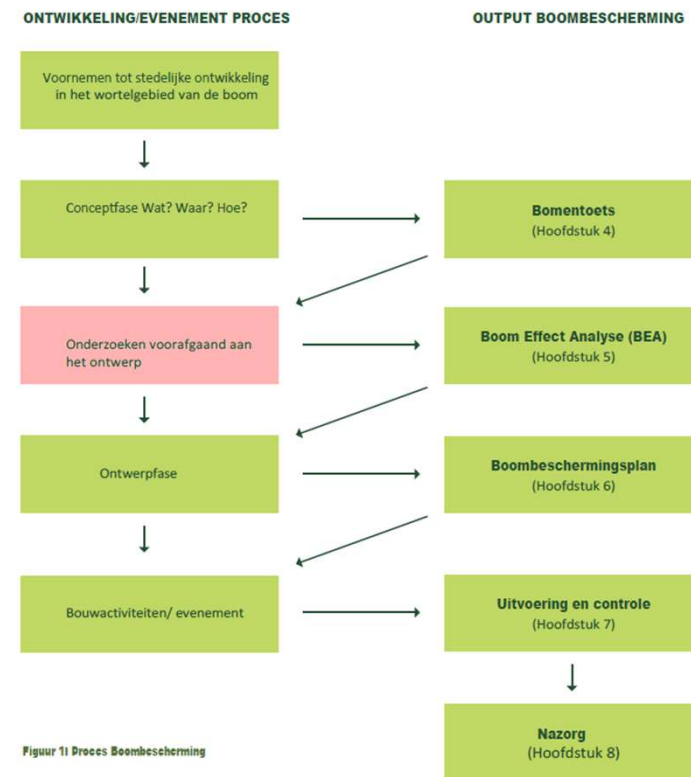 ONTWIKKELING/EVENEMENT PROCES
OUTPUT BOOMBESCHERMING
Voornemen tot stedelijke ontwikkeling
in het wortelgebied van de boom
Conceptfase Wat? Waar? Hoe?
Bomentoets
(Hoofdstuk 4)
Onderzoeken voorafgaand aan
het ontwerp
Boom Effect Analyse (BEA)
(Hoofdstuk 5)
Ontwerpfase
Boombeschermingsplan
(Hoofdstuk 6)
Bouwactiviteiten/ evenement
Uitvoering en controle
(Hoofdstuk 7)
Nazorg
(Hoofdstuk 8)
Figuur 1: Proces Boombescherming